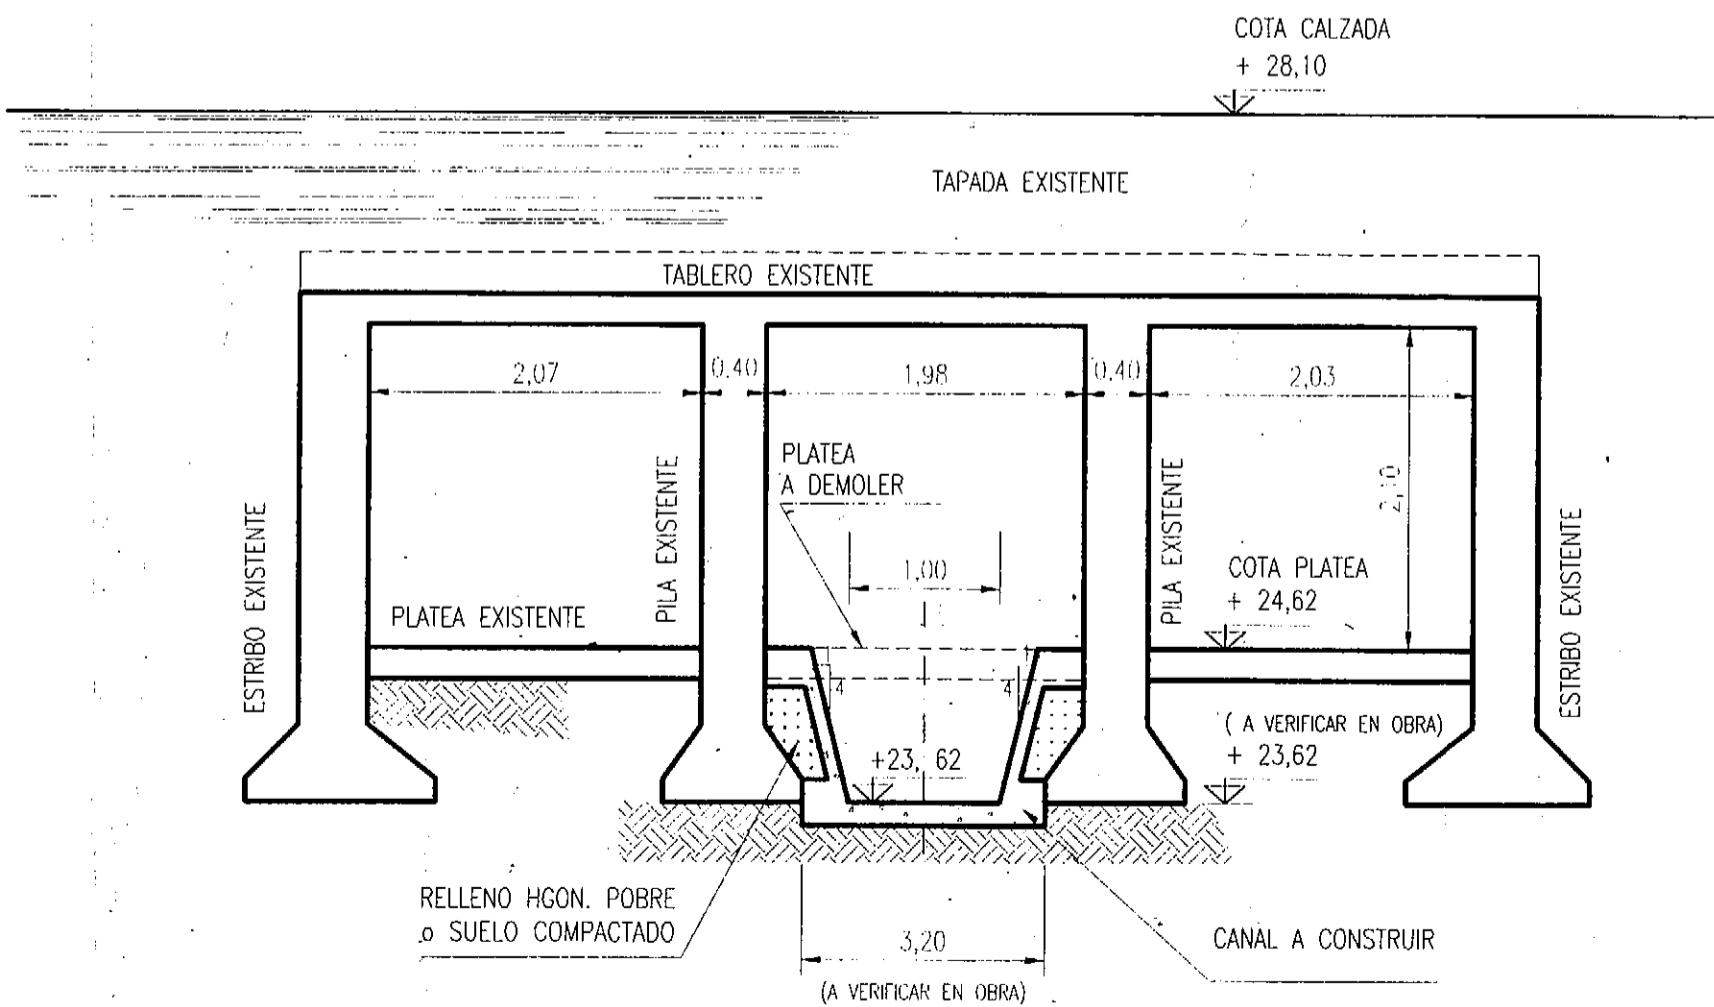 COTA CALZADA
+ 28,10
TAPADA EXISTENTE
TABLERO EXISTENTE
2,07
0.40
1,98
0,40
2,03
2,10
PLATEA
A DEMOLER
ESTRIBO EXISTENTE
PILA EXISTENTE
PILA EXISTENTE
ESTRIBO EXISTENTE
1,00
COTA PLATEA
+ 24,62
PLATEA EXISTENTE
4
4
( A VERIFICAR EN OBRA)
+ 23,62
+23, 62
RELLENO HGON. POBRE
o SUELO COMPACTADO
3,20
(A VERIFICAR EN OBRA)
CANAL A CONSTRUIR